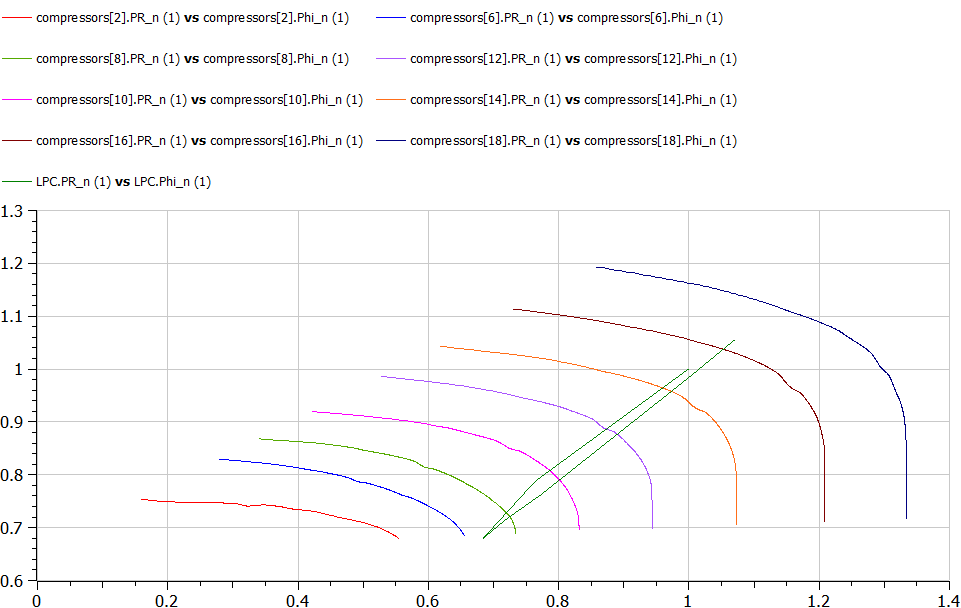 compressors[2].PR_n (1) vs compressors[2].Phi_n (1) compressors[6].PR_n (1) vs compressors[6].Phi_n (1)
compressors[8].PR_n (1) vs compressors[8].Phi_n (1) compressors[12].PR_n (1) vs compressors[12].Phi_n (1)
compressors[10].PR_n (1) vs compressors[10].Phi_n (1) compressors[14].PR_n (1) vs compressors[14].Phi_n (1)
compressors[16].PR_n (1) vs compressors[16].Phi_n (1) compressors[18].PR_n (1) vs compressors[18].Phi_n (1)
LPC.PR_n (1) vs LPC.Phi_n (1)
1.3
1.2
1.1
1
0.9
0.8
0.7
0.6
0 0.2 0.4 0.6 0.8 1 1.2 1.4